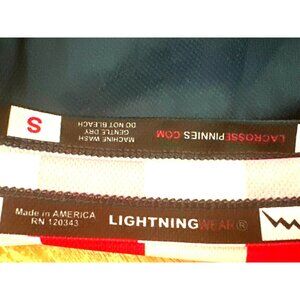 S
MACHINE WASH
GENTLE DRY
DO NOT BLEACH
LACROSSEPINNIES.COM
Made in AMERICA
RN 120343
LIGHTNINGWEAR®